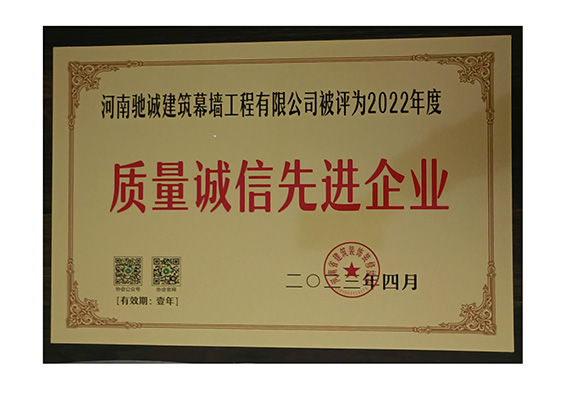 河南驰诚建筑幕墙工程有限公司被评为2022年度
质量诚信先进企业
协会公众号 协会官网
[有效期：壹年]
二〇二三年四月